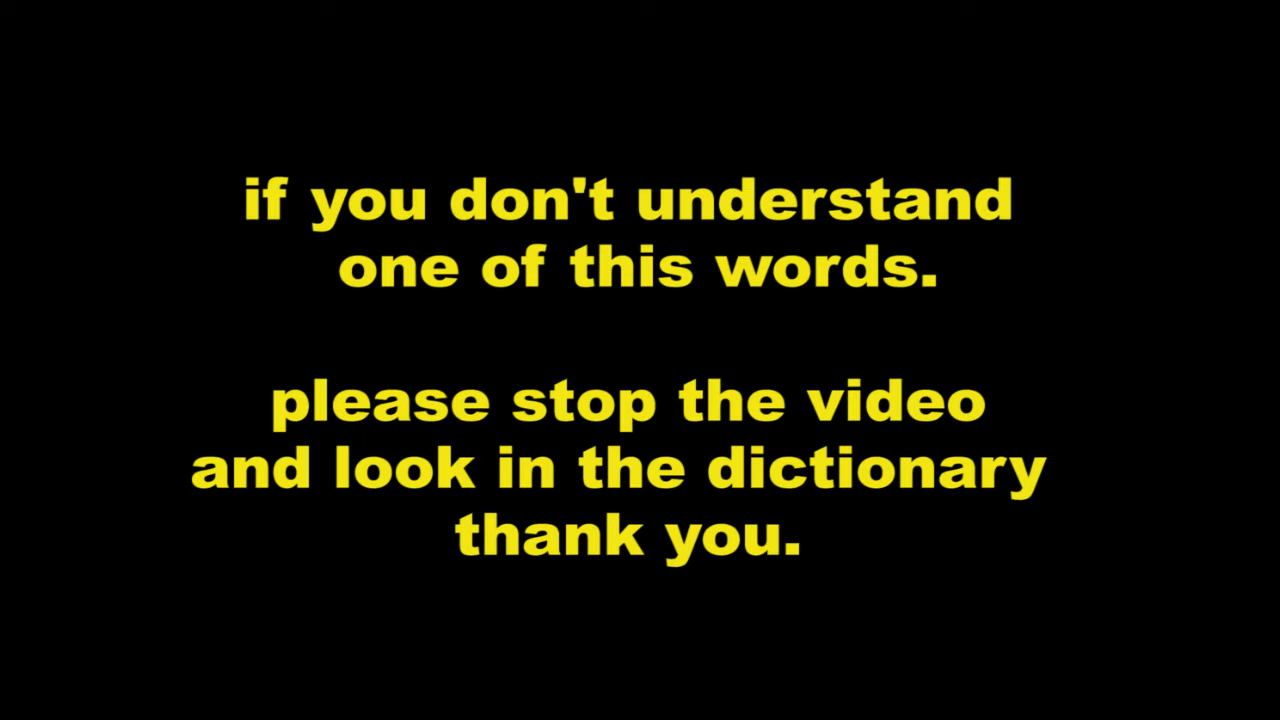 if you don't understand
one of this words.
please stop the video
and look in the dictionary
thank you.